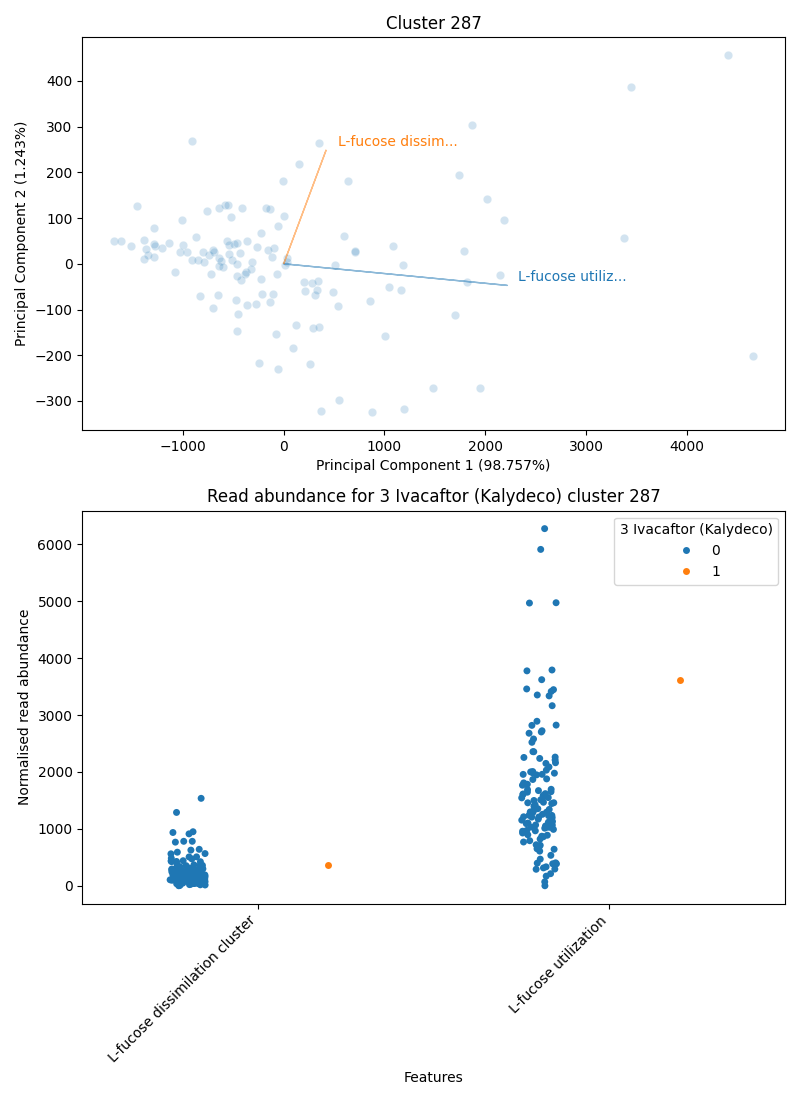 Cluster 287
400
300
200
100
0
−100
−200
−300
Principal Component 2 (1.243%)
L-fucose dissim...
L-fucose utiliz...
−1000
0
1000
2000
3000
4000
Principal Component 1 (98.757%)
Read abundance for 3 Ivacaftor (Kalydeco) cluster 287
6000
5000
4000
3000
2000
1000
0
Normalised read abundance
3 Ivacaftor (Kalydeco)
0
1
L-fucose dissimilation cluster
L-fucose utilization
Features